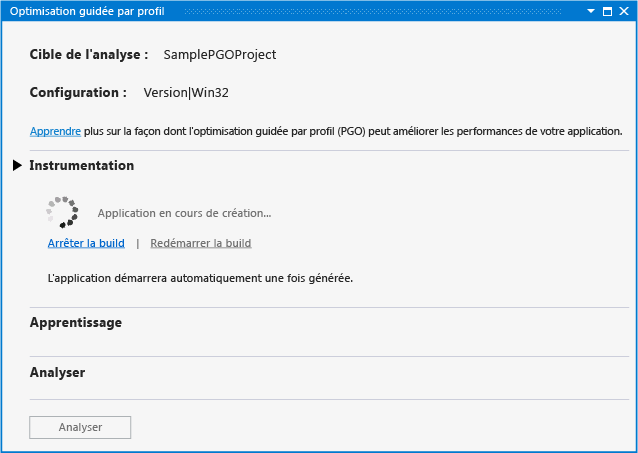 Optimisation guidée par profil
Cible de l'analyse : SamplePGOProject
Configuration : Version|Win32
Apprendre plus sur la façon dont l'optimisation guidée par profil (PGO) peut améliorer les performances de votre application.
Instrumentation
Application en cours de création...
Arrêter la build | Redémarrer la build
L'application démarrera automatiquement une fois générée.
Apprentissage
Analyser
Analyser